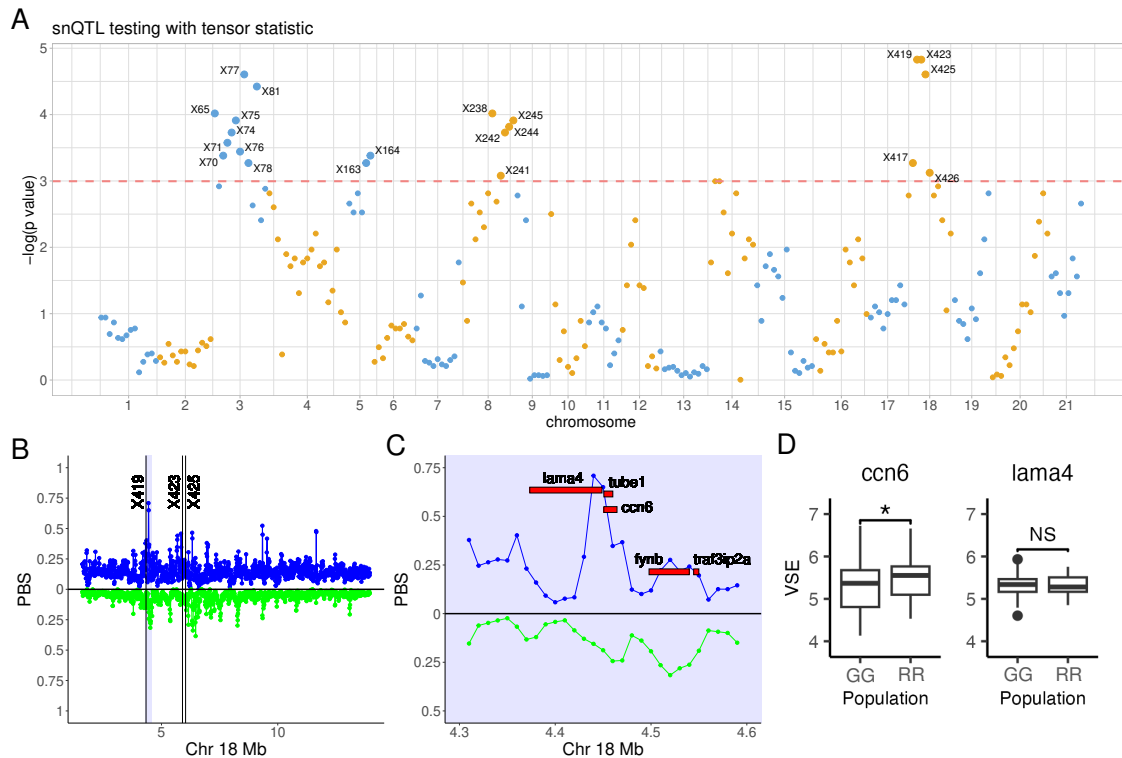 A
snQTL testing with tensor statistic
5
4
3
2
1
0
−log(p value)
X77
X81
X65
X75
X74
X71
X76
X70
X78
X163
X164
X238
X245
X242
X244
X241
X419
X423
X425
X417
X426
1 2 3 4 5 6 7 8 9 10 11 12 13 14 15 16 17 18 19 20 21
chromosome
B
1
0.75
0.5
0.25
0
0.25
0.5
0.75
1
PBS
X419
X423
X425
5 10
Chr 18 Mb
C
0.75
0.5
0.25
0
0.25
0.5
PBS
lama4
tube1
ccn6
fynb
traf3ip2a
4.3 4.4 4.5 4.6
Chr 18 Mb
D
ccn6
7
6
5
4
VSE
*
GG RR
Population
lama4
7
6
5
4
NS
GG RR
Population